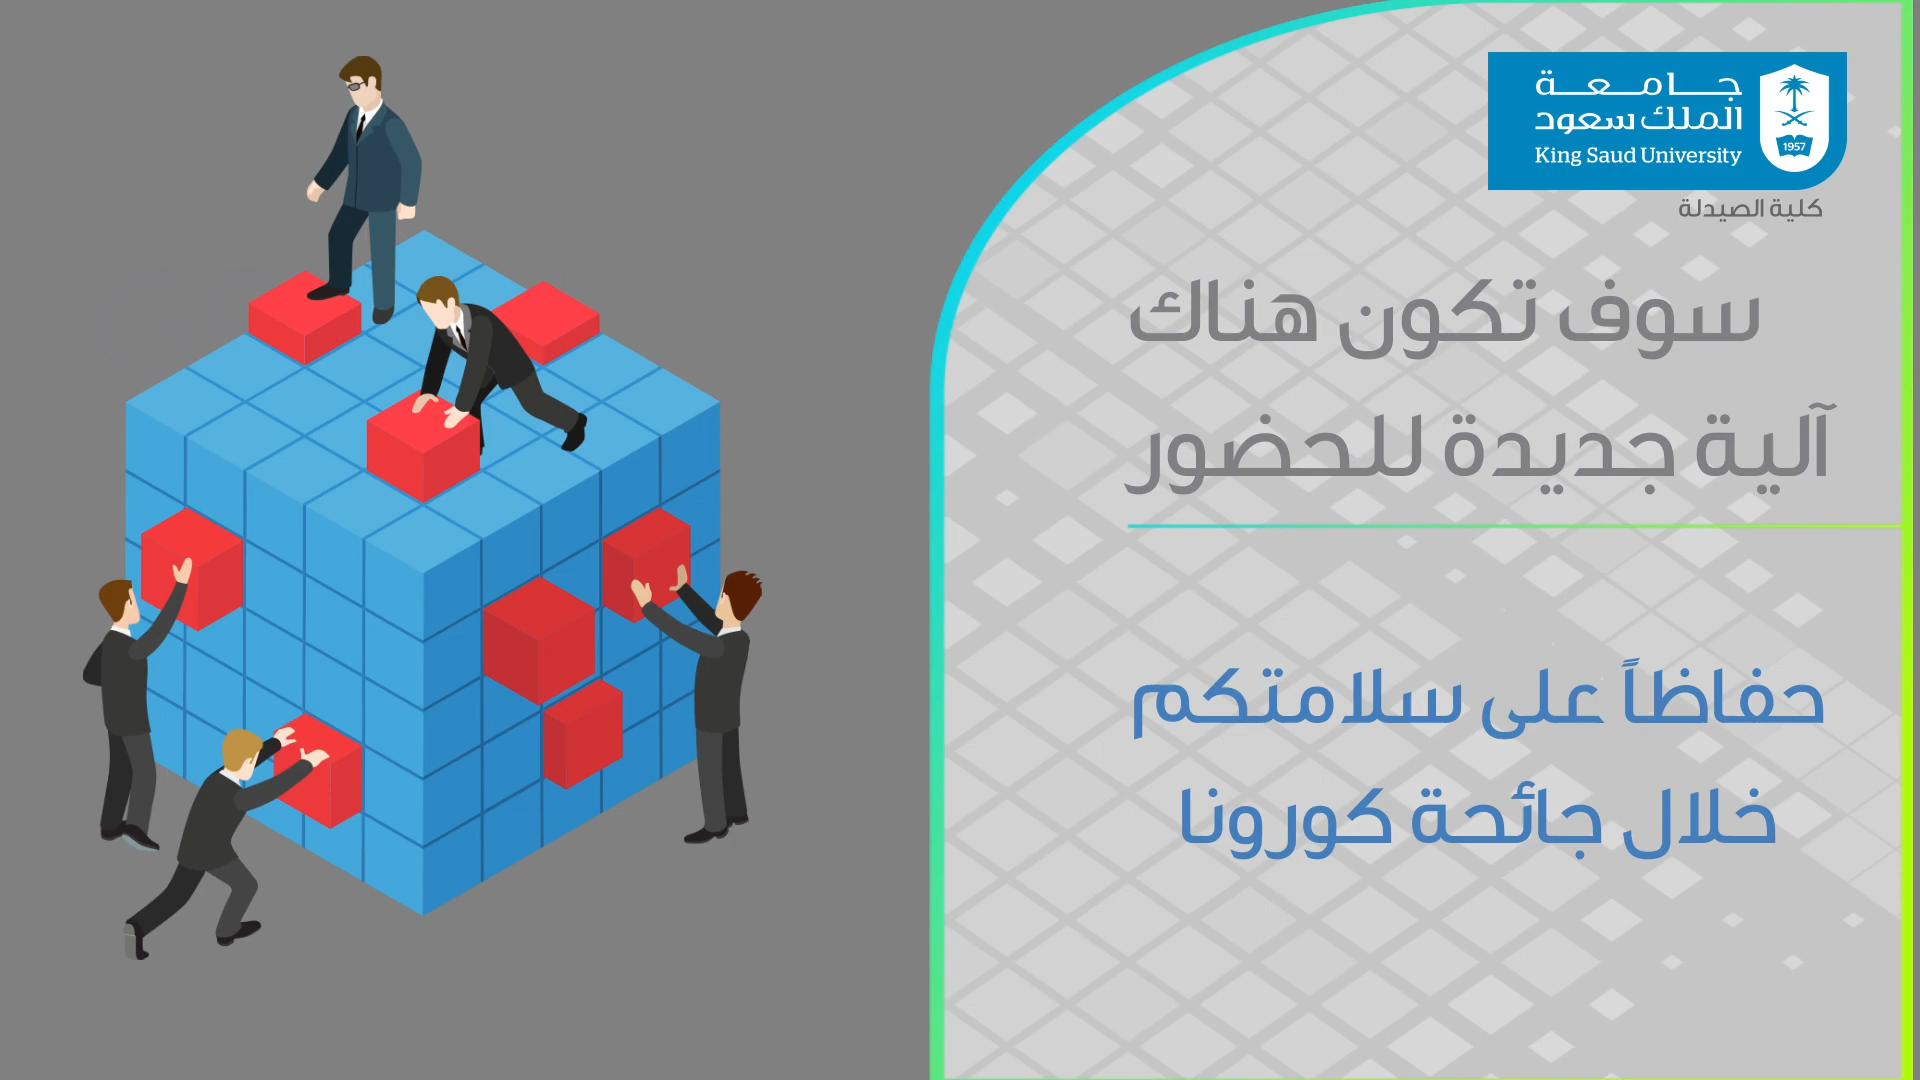 جامعة
الملك سعود
King Saud University
1957
كلية الصيدلة
سوف تكون هناك
آلية جديدة للحضور
حفاظاً على سلامتكم
خلال جائحة كورونا